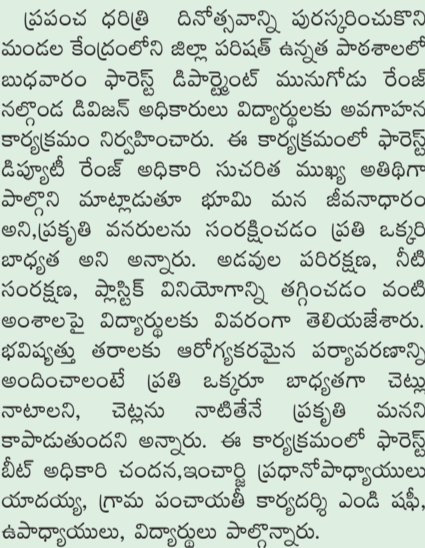 ప్రపంచ ధరిత్రి దినోత్సవాన్ని పురస్కరించుకొని
మండల కేంద్రంలోని జిల్లా పరిషత్ ఉన్నత పాఠశాలలో
బుధవారం ఫారెస్ట్ డిపార్ట్మెంట్ మునుగోడు రేంజ్
నల్గొండ డివిజన్ అధికారులు విద్యార్థులకు అవగాహన
కార్యక్రమం నిర్వహించారు. ఈ కార్యక్రమంలో ఫారెస్ట్
డిప్యూటీ రేంజ్ అధికారి సుచరిత ముఖ్య అతిథిగా
పాల్గొని మాట్లాడుతూ భూమి మన జీవనాధారం
అని,ప్రకృతి వనరులను సంరక్షించడం ప్రతి ఒక్కరి
బాధ్యత అని అన్నారు. అడవుల పరిరక్షణ, నీటి
సంరక్షణ, ప్లాస్టిక్ వినియోగాన్ని తగ్గించడం వంటి
అంశాలపై విద్యార్థులకు వివరంగా తెలియజేశారు.
భవిష్యత్తు తరాలకు ఆరోగ్యకరమైన పర్యావరణాన్ని
అందించాలంటే ప్రతి ఒక్కరూ బాధ్యతగా చెట్లు
నాటాలని, చెట్లను నాటితేనే ప్రకృతి మనని
కాపాడుతుందని అన్నారు. ఈ కార్యక్రమంలో ఫారెస్ట్
బీట్ అధికారి చందన,ఇంచార్జి ప్రధానోపాధ్యాయులు
యాదయ్య, గ్రామ పంచాయతీ కార్యదర్శి ఎండి షఫీ,
ఉపాధ్యాయులు, విద్యార్థులు పాల్గొన్నారు.